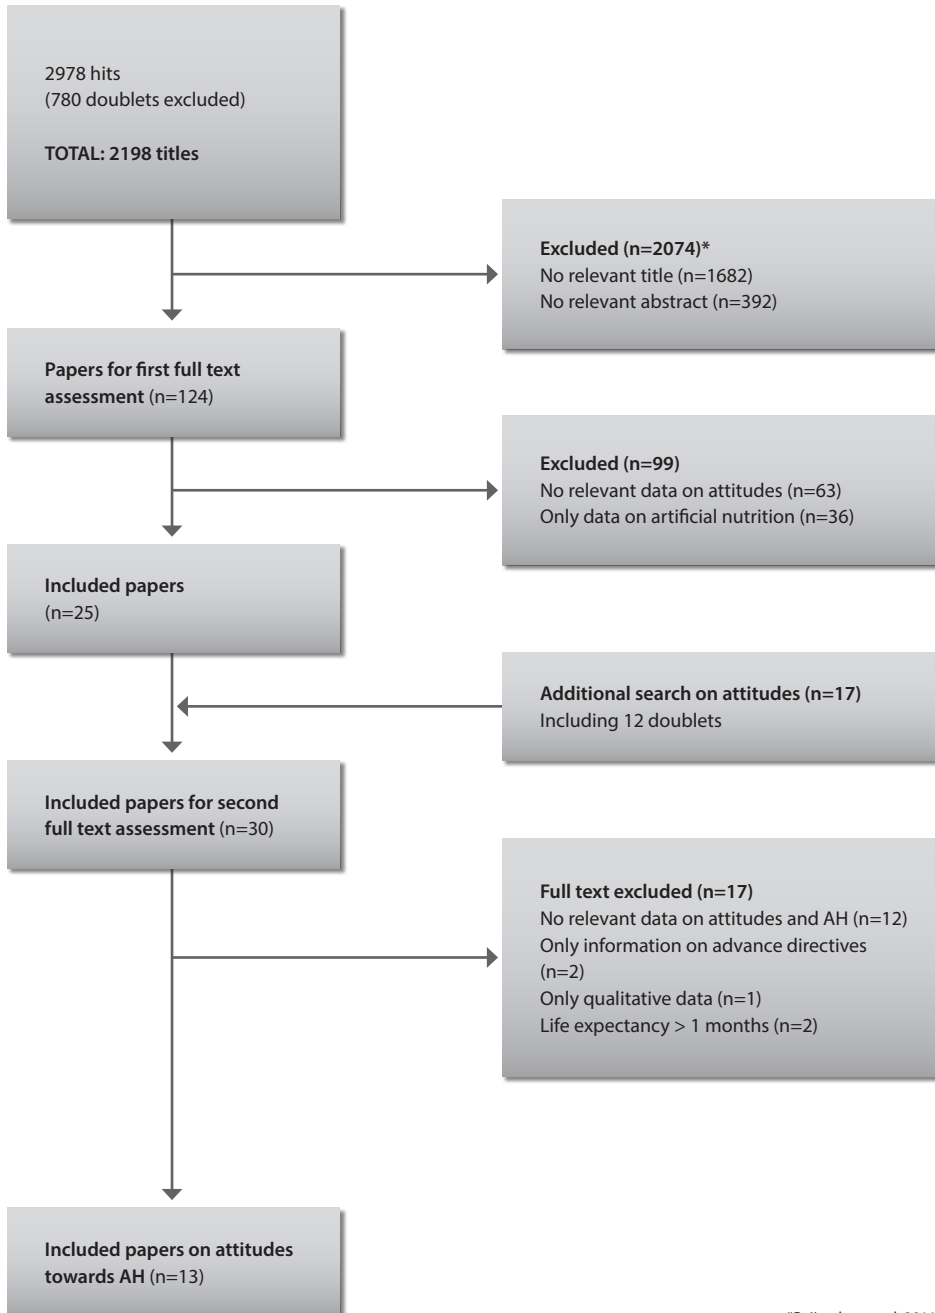 2978 hits
(780 doublets excluded)
TOTAL: 2198 titles
Excluded (n=2074)*
No relevant title (n=1682)
No relevant abstract (n=392)
Papers for first full text
assessment (n=124)
Excluded (n=99)
No relevant data on attitudes (n=63)
Only data on artificial nutrition (n=36)
Included papers
(n=25)
Additional search on attitudes (n=17)
Including 12 doublets
Included papers for second
full text assessment (n=30)
Full text excluded (n=17)
No relevant data on attitudes and AH (n=12)
Only information on advance directives
(n=2)
Only qualitative data (n=1)
Life expectancy > 1 months (n=2)
Included papers on attitudes
towards AH (n=13)